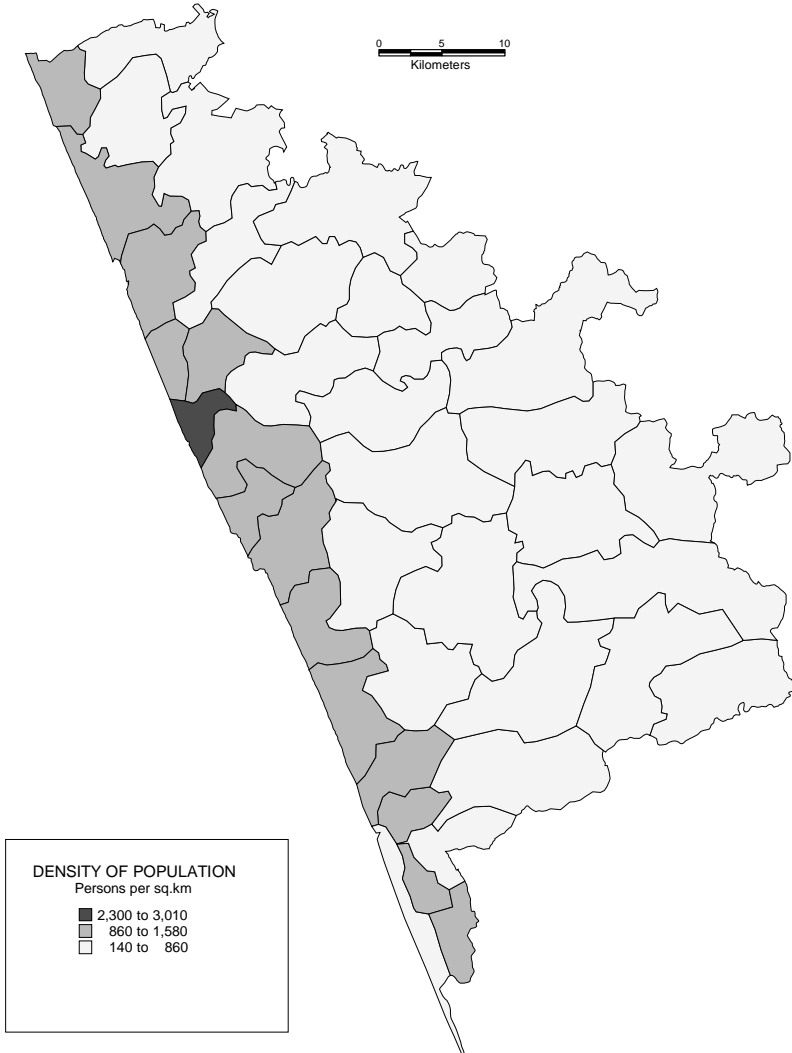 0 5 10
Kilometers
DENSITY OF POPULATION
Persons per sq.km
2,300 to 3,010
860 to 1,580
140 to 860